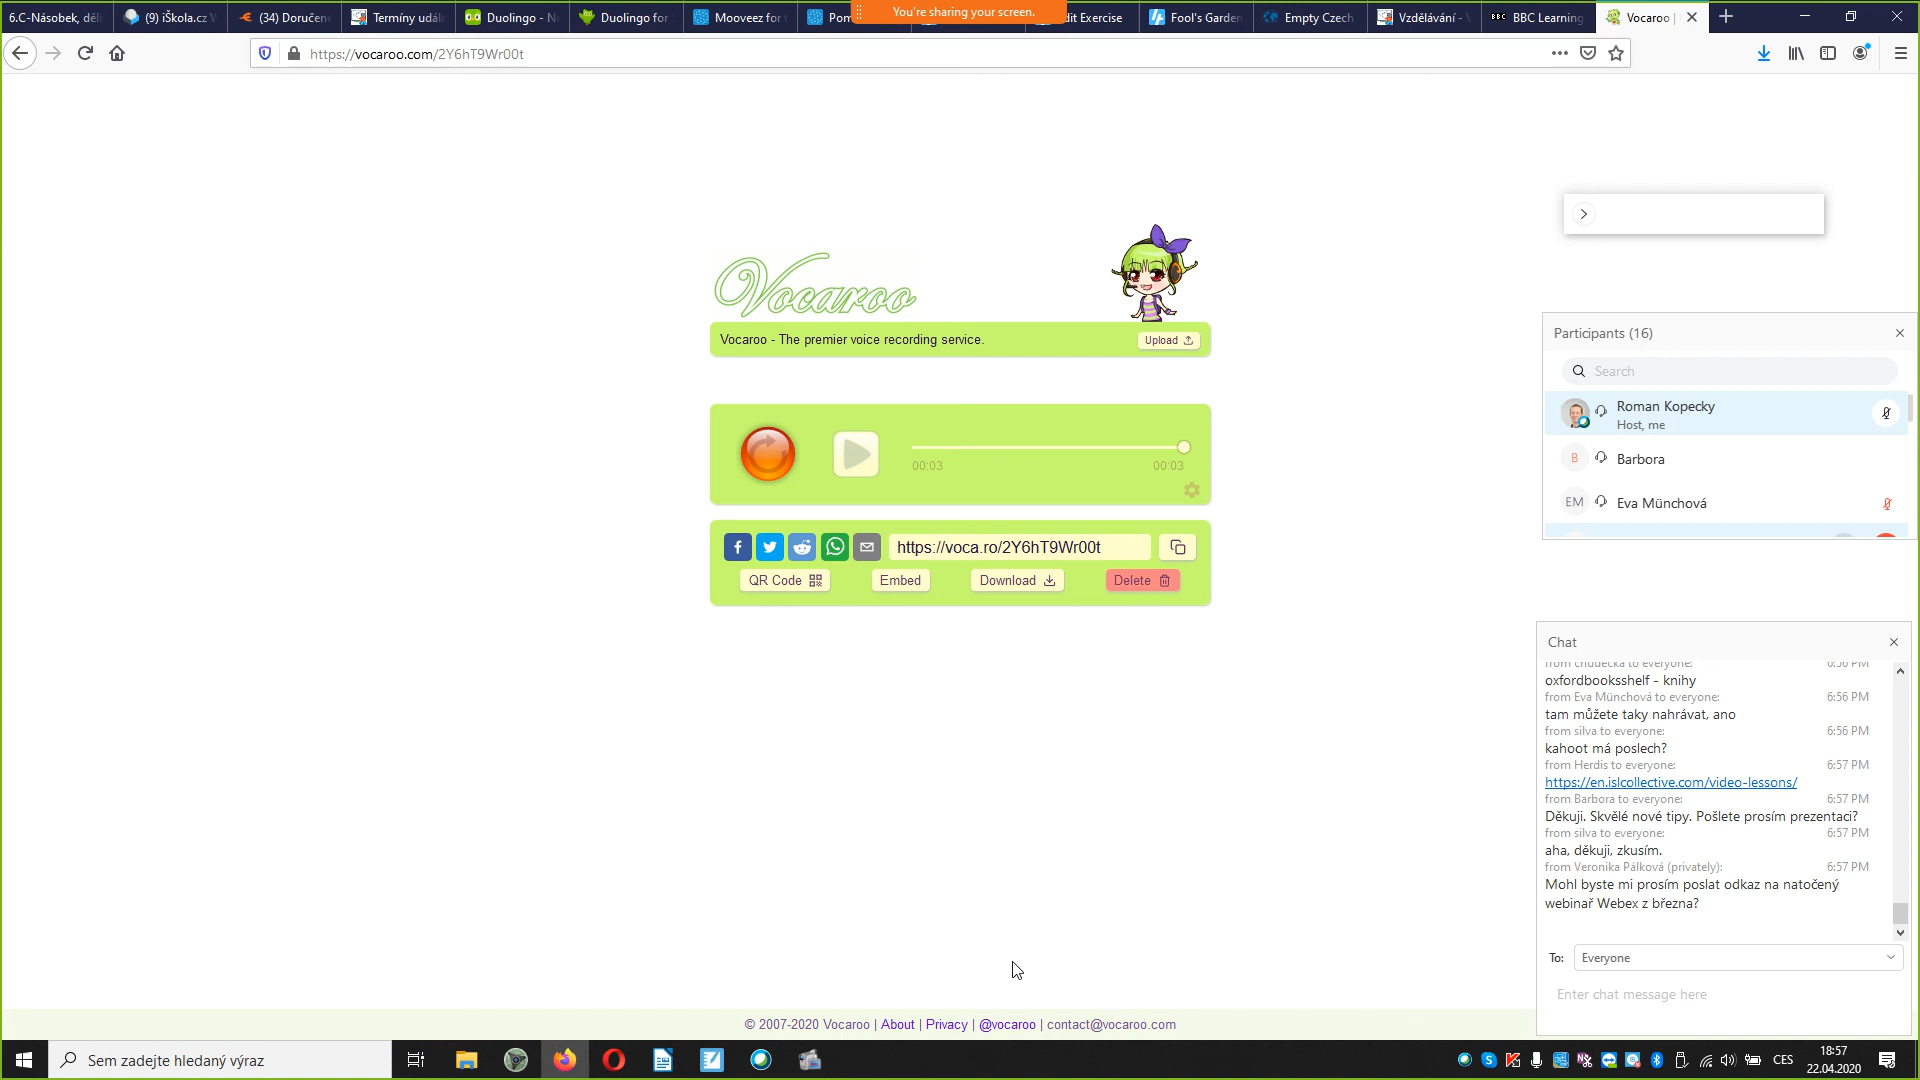 6.C-Násobek, děli
(9) iŠkola.cz W
(34) Doručen
Termíny událo
Duolingo - N
Duolingo for
Mooveez for
Pom
You're sharing your screen.
dit Exercise
Fool's Garden
Empty Czech
Vzdělávání -
BBC Learning
Vocaroo |
https://vocaroo.com/2Y6hT9Wr00t
Vocaroo
Vocaroo - The premier voice recording service.
Upload
00:03
00:03
https://voca.ro/2Y6hT9Wr00t
QR Code
Embed
Download
Delete
Participants (16)
Search
Roman Kopecky
Host, me
B
Barbora
EM
Eva Münchová
Chat
from chudecka to everyone:
6:56 PM
oxfordbooksshelf - knihy
from Eva Münchová to everyone:
6:56 PM
tam můžete taky nahrávat, ano
from silva to everyone:
6:56 PM
kahoot má poslech?
from Herdis to everyone:
6:57 PM
https://en.islcollective.com/video-lessons/
from Barbora to everyone:
6:57 PM
Děkuji. Skvělé nové tipy. Pošlete prosím prezentaci?
from silva to everyone:
6:57 PM
aha, děkuji, zkusím.
from Veronika Pálková (privately):
6:57 PM
Mohl byste mi prosím poslat odkaz na natočený
webinař Webex z března?
To:
Everyone
Enter chat message here
© 2007-2020 Vocaroo | About | Privacy | @vocaroo | contact@vocaroo.com
Sem zadejte hledaný výraz
CES
18:57
22.04.2020